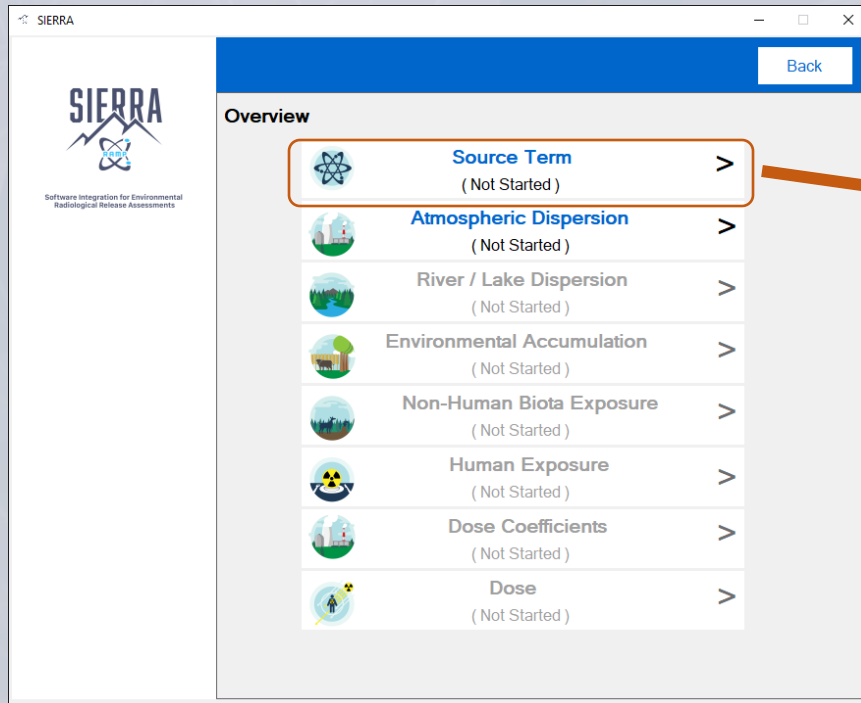 SIERRA
Back
SIERRA
RAMP
Software Integration for Environmental
Radiological Release Assessments
Overview
Source Term
( Not Started )
>
Atmospheric Dispersion
( Not Started )
>
River / Lake Dispersion
( Not Started )
>
Environmental Accumulation
( Not Started )
>
Non-Human Biota Exposure
( Not Started )
>
Human Exposure
( Not Started )
>
Dose Coefficients
( Not Started )
>
Dose
( Not Started )
>